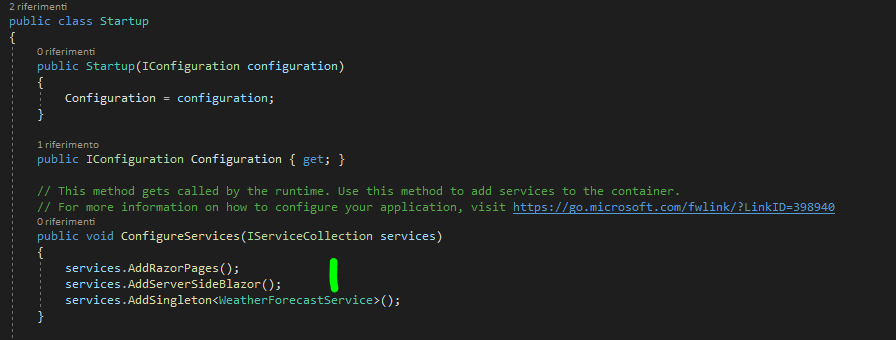 2 riferimenti
public class Startup
{
0 riferimenti
public Startup(IConfiguration configuration)
{
Configuration = configuration;
}
1 riferimento
public IConfiguration Configuration { get; }
// This method gets called by the runtime. Use this method to add services to the container.
// For more information on how to configure your application, visit https://go.microsoft.com/fwlink/?LinkID=398940
0 riferimenti
public void ConfigureServices(IServiceCollection services)
{
services.AddRazorPages();
services.AddServerSideBlazor();
services.AddSingleton<WeatherForecastService>();
}